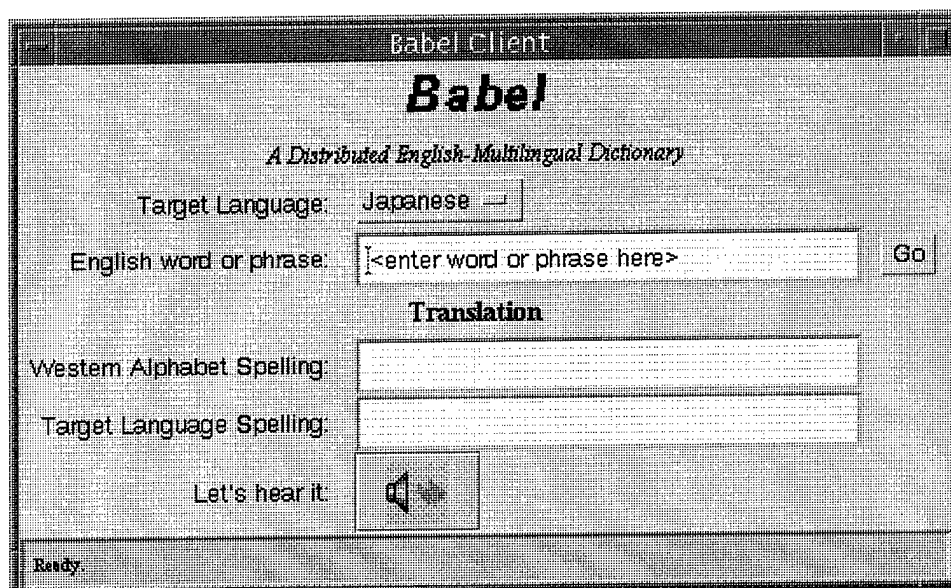 Babel Client
Babel
A Distributed English-Multilingual Dictionary
Target Language: Japanese
English word or phrase: <enter word or phrase here> Go
Translation
Western Alphabet Spelling:
Target Language Spelling:
Let's hear it:
Ready.